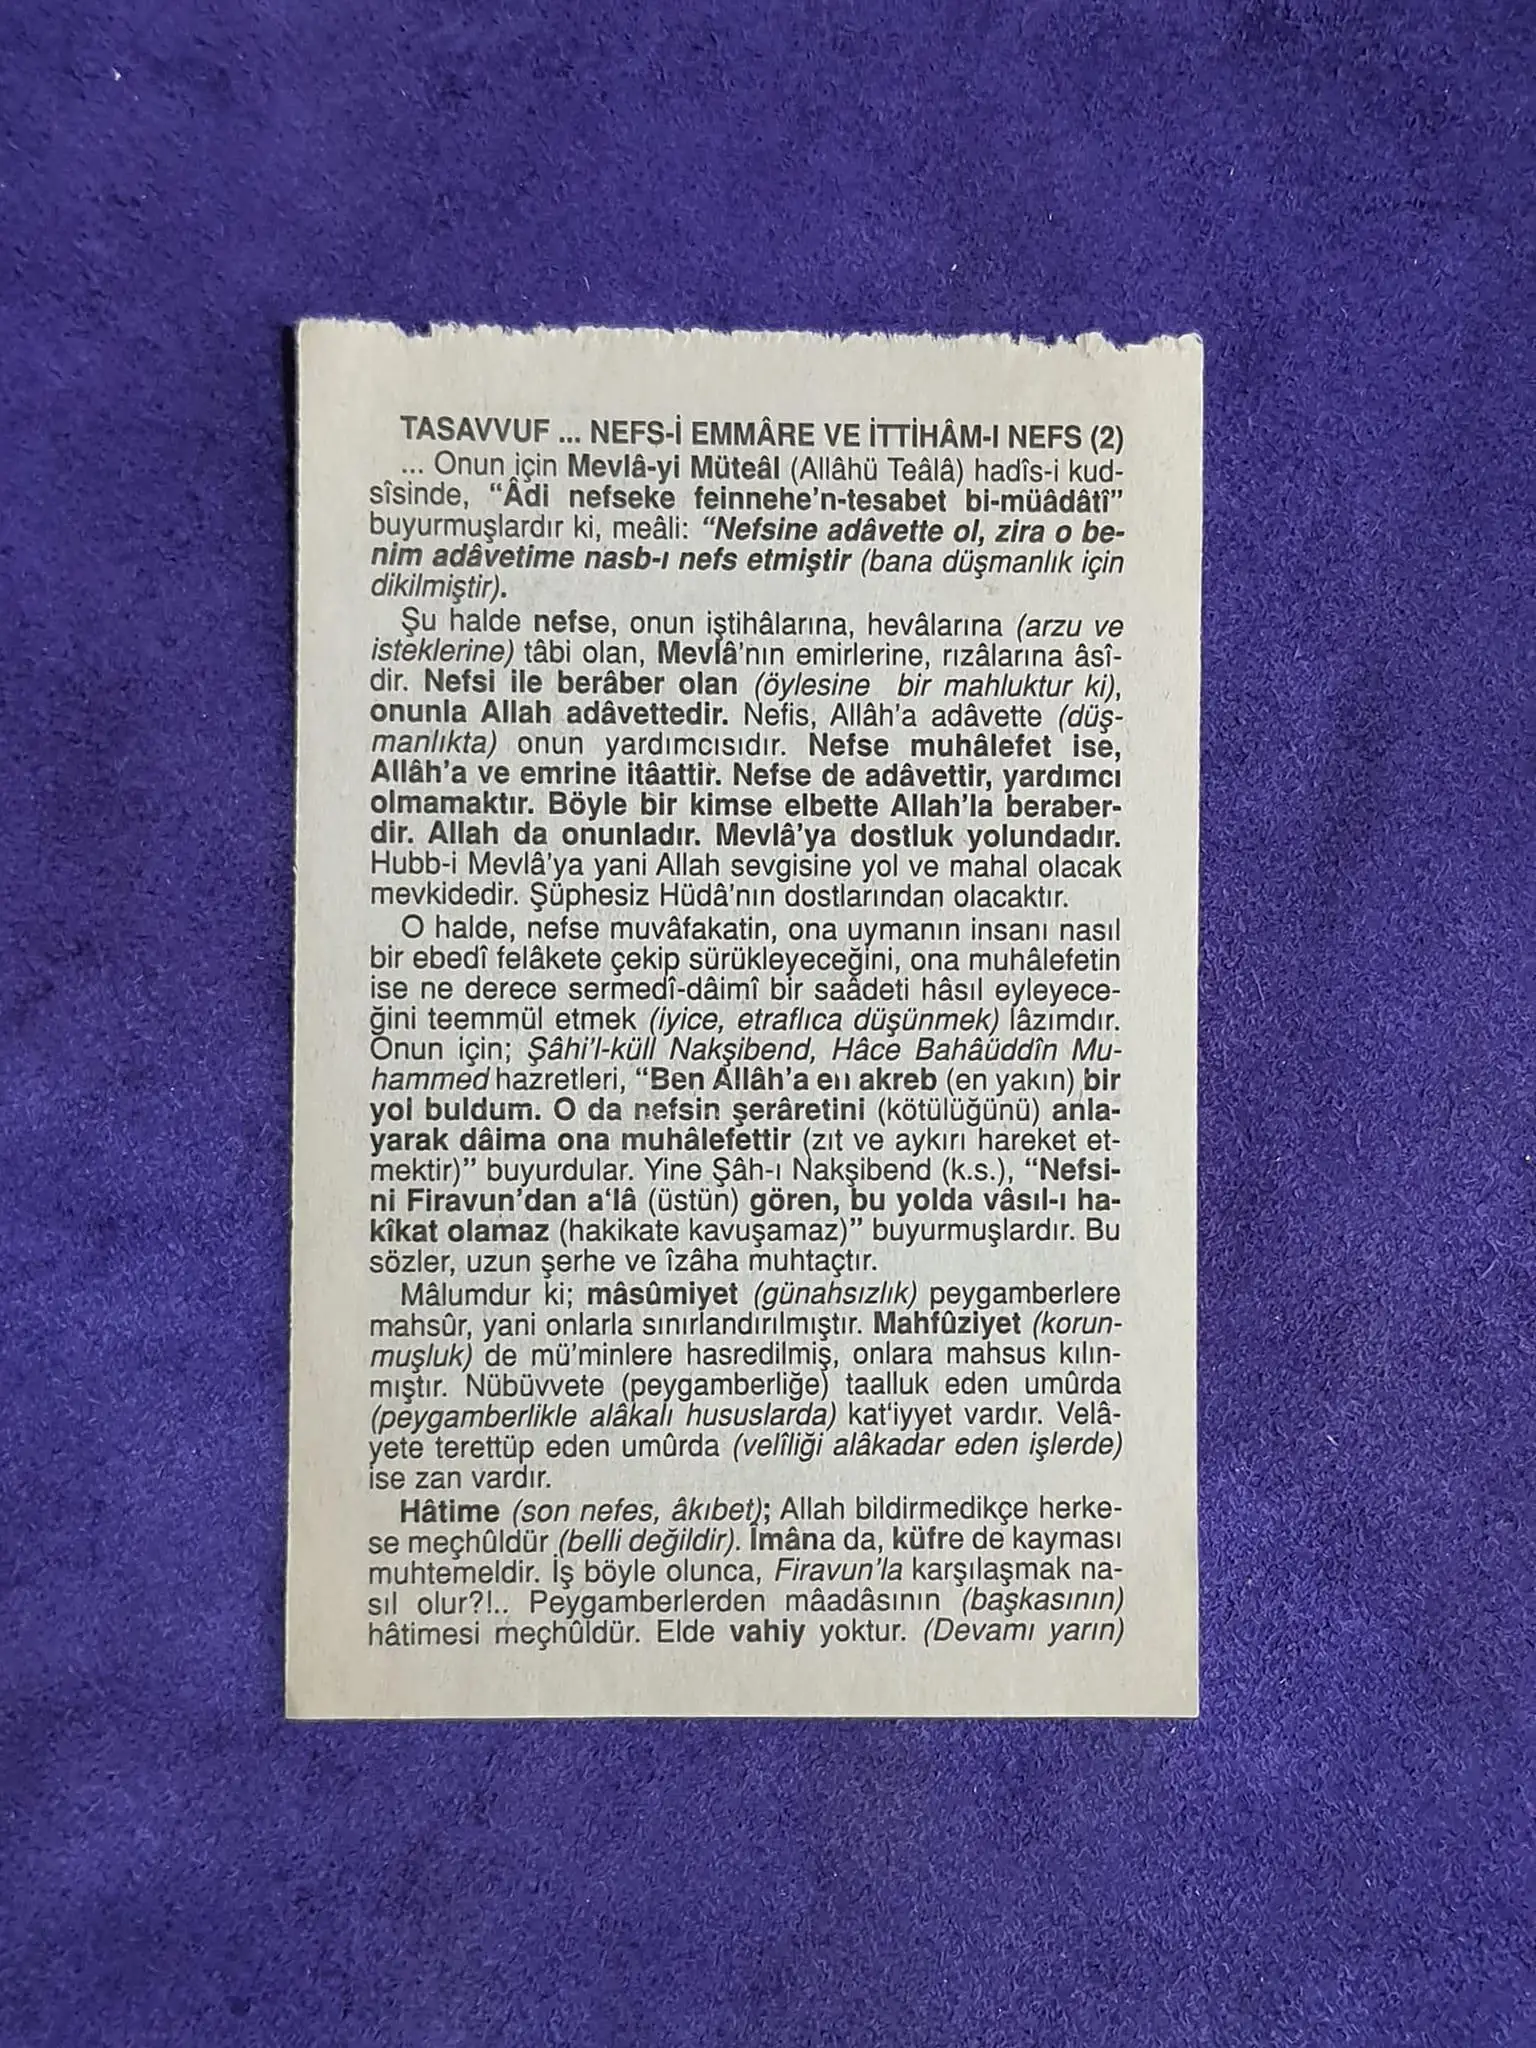 TASAVVUF ... NEFS-İ EMMÂRE VE İTTİHÂM-I NEFS (2)
... Onun için Mevlâ-yi Müteâl (Allâhü Teâlâ) hadîs-i kud-
sîsinde, “Âdi nefseke feinnehe’n-tesabet bi-müâdâtî”
buyurmuşlardır ki, meâli: “Nefsine adâvette ol, zira o be-
nim adâvetime nasb-ı nefs etmiştir (bana düşmanlık için
dikilmiştir).
Şu halde nefse, onun iştihâlarına, hevâlarına (arzu ve
isteklerine) tâbi olan, Mevlâ’nın emirlerine, rızâlarına âsî-
dir. Nefsi ile berâber olan (öylesine bir mahluktur ki),
onunla Allah adâvettedir. Nefis, Allâh’a adâvette (düş-
manlıkta) onun yardımcısıdır. Nefse muhâlefet ise,
Allâh’a ve emrine itâattir. Nefse de adâvettir, yardımcı
olmamaktır. Böyle bir kimse elbette Allah’la beraber-
dir. Allah da onunladır. Mevlâ’ya dostluk yolundadır.
Hubb-i Mevlâ’ya yani Allah sevgisine yol ve mahal olacak
mevkidedir. Şüphesiz Hüdâ’nın dostlarından olacaktır.
O halde, nefse muvâfakatin, ona uymanın insanı nasıl
bir ebedî felâkete çekip sürükleyeceğini, ona muhâlefetin
ise ne derece sermedî-dâimî bir saâdeti hâsıl eyleyece-
ğini teemmül etmek (iyice, etraflıca düşünmek) lâzımdır.
Onun için; Şâhi’l-küll Nakşibend, Hâce Bahâüddîn Mu-
hammed hazretleri, “Ben Allâh’a en akreb (en yakın) bir
yol buldum. O da nefsin şerâretini (kötülüğünü) anla-
yarak dâima ona muhâlefettir (zıt ve aykırı hareket et-
mektir)” buyurdular. Yine Şâh-ı Nakşibend (k.s.), “Nefsi-
ni Firavun’dan a‘lâ (üstün) gören, bu yolda vâsıl-ı ha-
kîkat olamaz (hakikate kavuşamaz)” buyurmuşlardır. Bu
sözler, uzun şerhe ve îzâha muhtaçtır.
Mâlumdur ki; mâsûmiyet (günahsızlık) peygamberlere
mahsûr, yani onlarla sınırlandırılmıştır. Mahfûziyet (korun-
muşluk) de mü’minlere hasredilmiş, onlara mahsus kılın-
mıştır. Nübüvvete (peygamberliğe) taalluk eden umûrda
(peygamberlikle alâkalı hususlarda) kat‘iyyet vardır. Velâ-
yete terettüp eden umûrda (velîliği alâkadar eden işlerde)
ise zan vardır.
Hâtime (son nefes, âkıbet); Allah bildirmedikçe herke-
se meçhûldür (belli değildir). Îmâna da, küfre de kayması
muhtemeldir. İş böyle olunca, Firavun’la karşılaşmak na-
sıl olur?!.. Peygamberlerden mâadâsının (başkasının)
hâtimesi meçhûldür. Elde vahiy yoktur. (Devamı yarın)